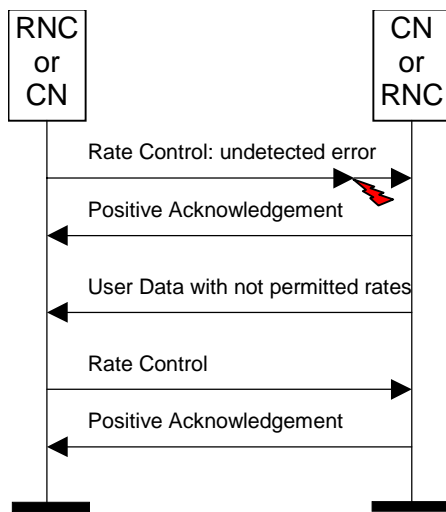 RNC
or
CN
CN
or
RNC
Rate Control: undetected error
Positive Acknowledgement
User Data with not permitted rates
Rate Control
Positive Acknowledgement